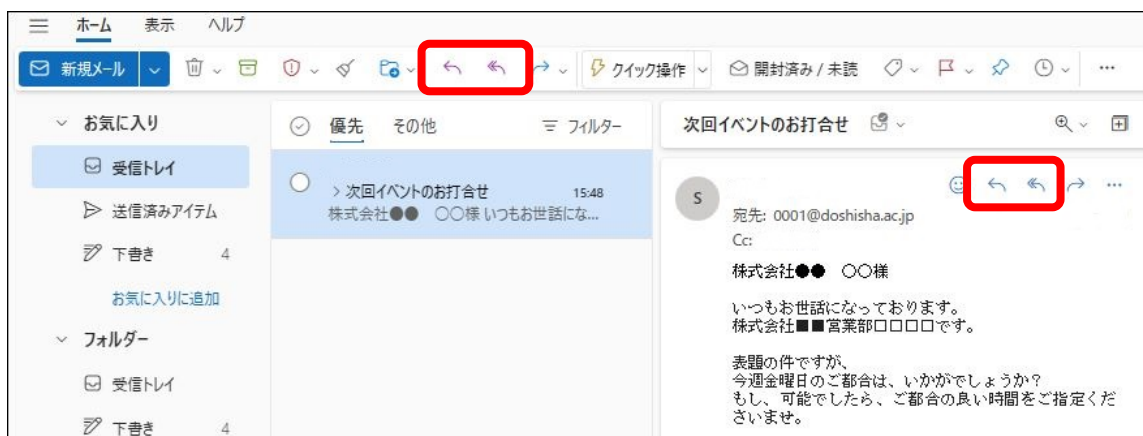 ホーム 表示 ヘルプ
新規メール クイック操作 開封済み / 未読
お気に入り
受信トレイ
送信済みアイテム
下書き 4
お気に入りに追加
フォルダー
受信トレイ
下書き 4
優先 その他 フィルター
次回イベントのお打合せ 15:48
株式会社●● 〇〇様 いつもお世話にな...
次回イベントのお打合せ
S
宛先: 0001@doshisha.ac.jp
Cc:
株式会社●● 〇〇様
いつもお世話になっております。
株式会社■■営業部□□□□です。
表題の件ですが、
今週金曜日のご都合は、いかがでしょうか?
もし、可能でしたら、ご都合の良い時間をご指定くだ
さいませ。